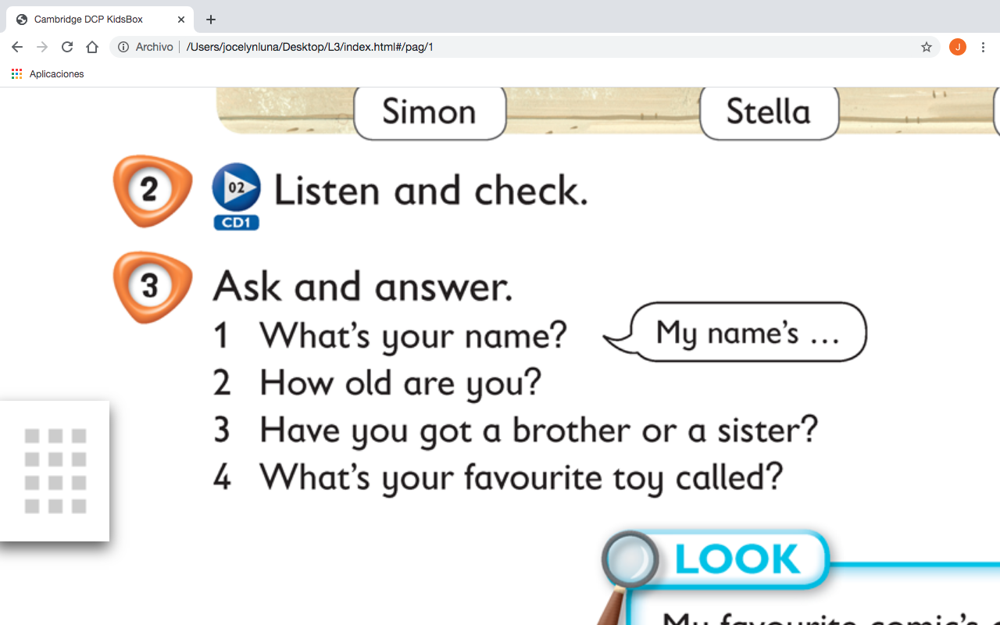 Cambridge DCP KidsBox
Archivo /Users/jocelynluna/Desktop/L3/index.html#/pag/1
J
Aplicaciones
Simon
Stella
2 02 Listen and check.
CD1
3 Ask and answer.
1 What's your name?
My name's ...
2 How old are you?
3 Have you got a brother or a sister?
4 What's your favourite toy called?
LOOK
My favourite comic's